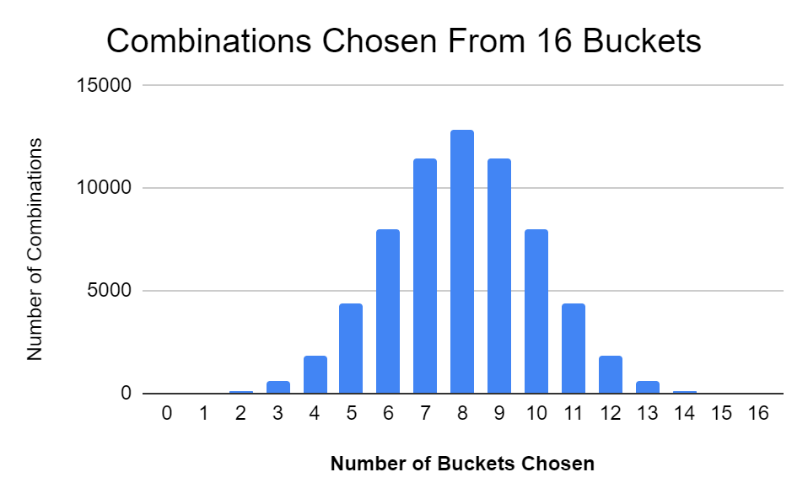 Combinations Chosen From 16 Buckets
Number of Combinations
15000
10000
5000
0
0 1 2 3 4 5 6 7 8 9 10 11 12 13 14 15 16
Number of Buckets Chosen